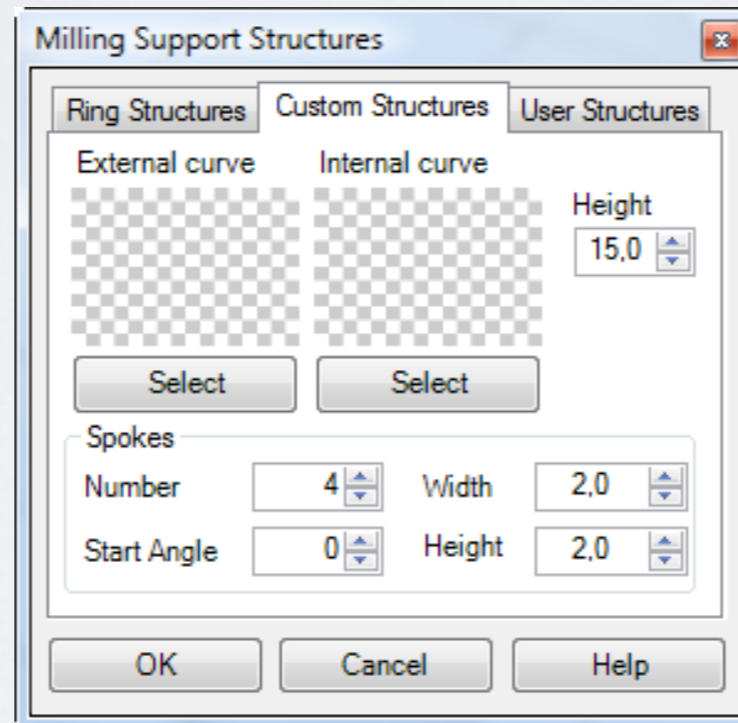 Milling Support Structures
Ring Structures Custom Structures User Structures
External curve Internal curve
Height
15,0
Select Select
Spokes
Number 4 Width 2,0
Start Angle 0 Height 2,0
OK Cancel Help